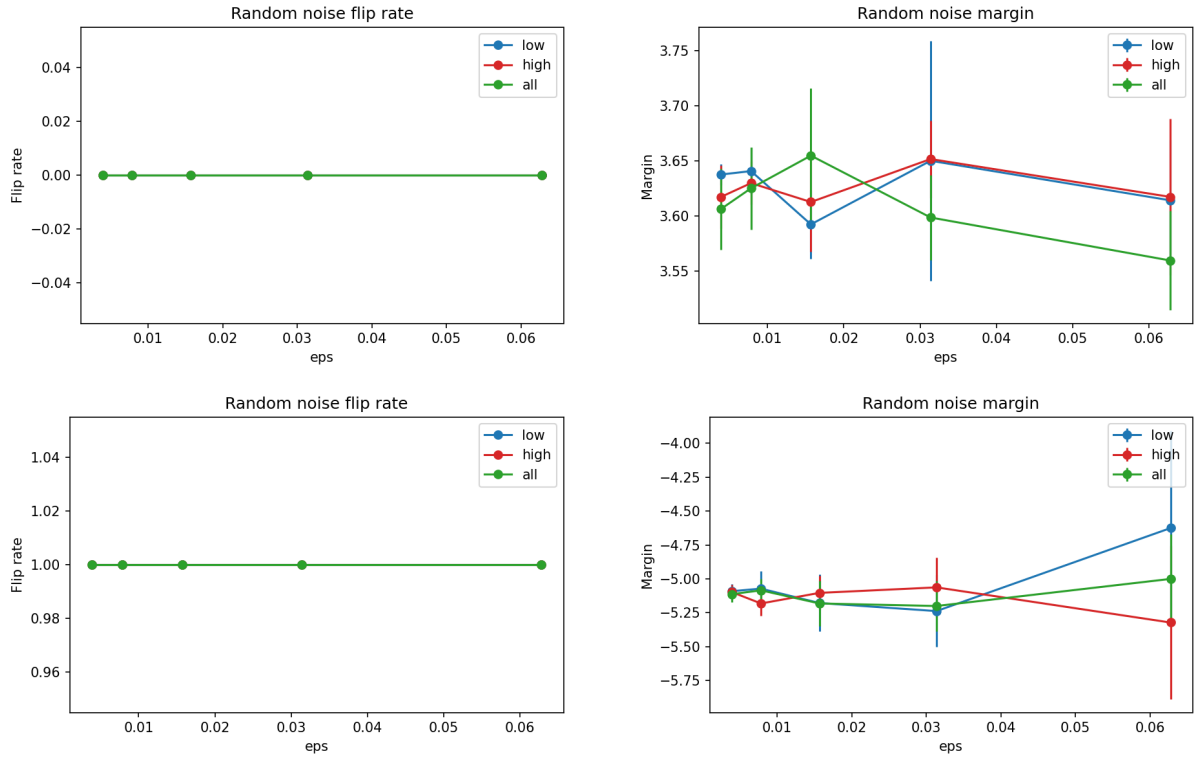 Random noise flip rate
Flip rate
0.04
0.02
0.00
−0.02
−0.04
0.01
0.02
0.03
0.04
0.05
0.06
eps
low
high
all
Random noise margin
Margin
3.75
3.70
3.65
3.60
3.55
0.01
0.02
0.03
0.04
0.05
0.06
eps
low
high
all
Random noise flip rate
Flip rate
1.04
1.02
1.00
0.98
0.96
0.01
0.02
0.03
0.04
0.05
0.06
eps
low
high
all
Random noise margin
Margin
−4.00
−4.25
−4.50
−4.75
−5.00
−5.25
−5.50
−5.75
0.01
0.02
0.03
0.04
0.05
0.06
eps
low
high
all